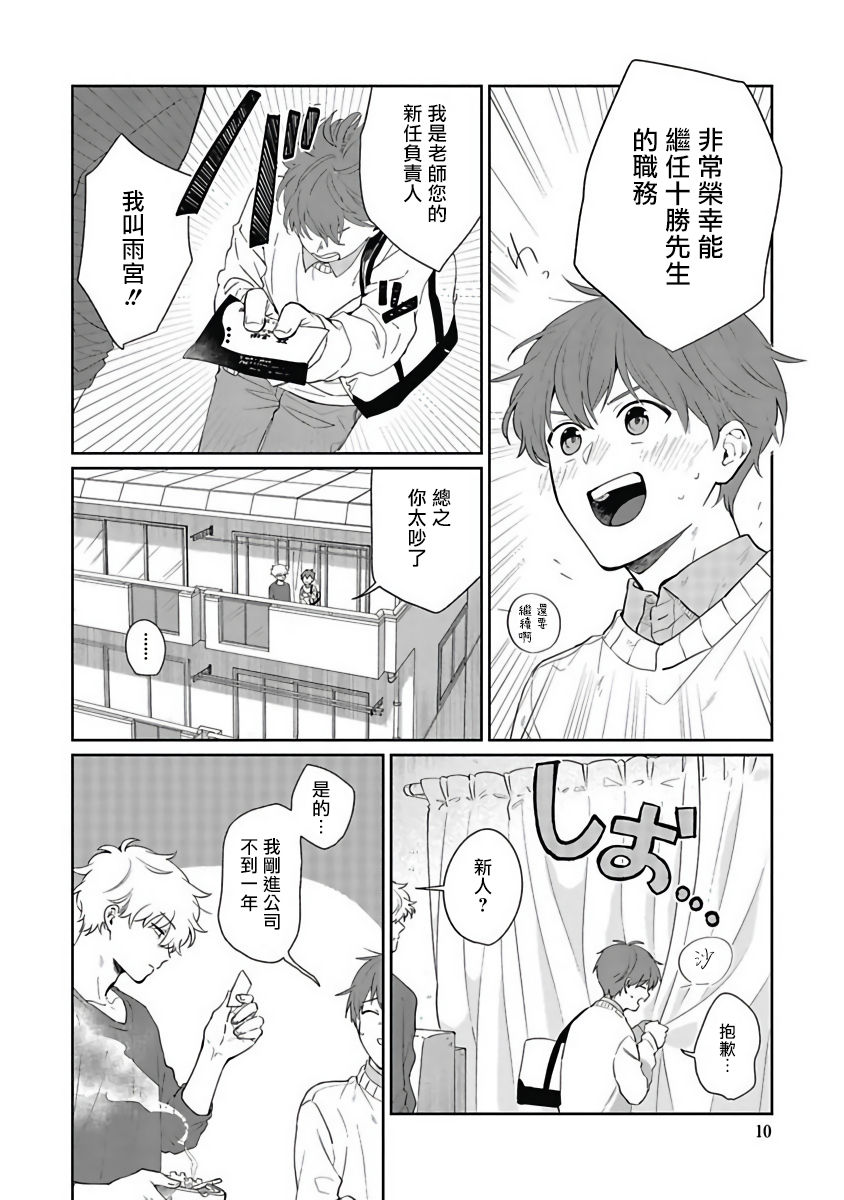 非常榮幸能
繼任十勝先生
的職務
還要
繼續啊
我是老師您的
新任負責人
我叫雨宮!!
總之
你太吵了
……
しお…
新人?
沙
抱歉…
是的…
我剛進公司
不到一年
10